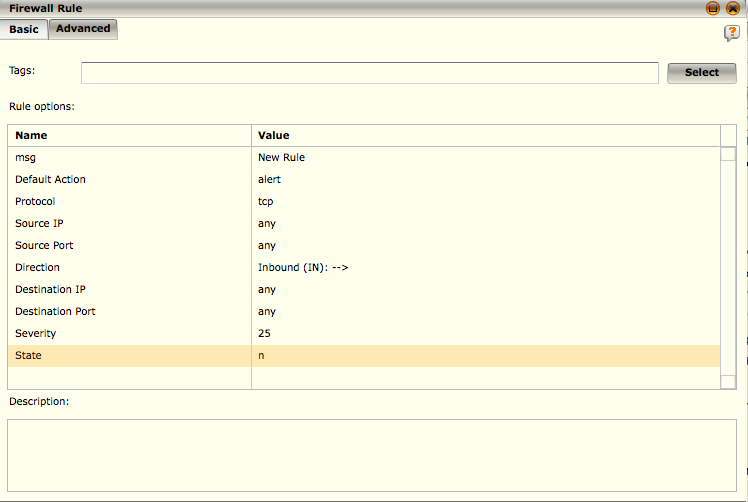 Firewall Rule
Basic Advanced
?
Tags: Select
Rule options:
Name Value
msg New Rule
Default Action alert
Protocol tcp
Source IP any
Source Port any
Direction Inbound (IN): -->
Destination IP any
Destination Port any
Severity 25
State n
Description: